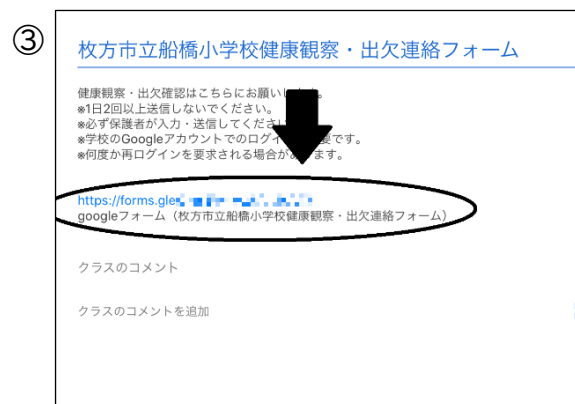 ③
枚方市立船橋小学校健康観察・出欠連絡フォーム
健康観察・出欠確認はこちらにお願いし。
※1日2回以上送信しないでください。
※必ず保護者が入力・送信してくださ
※学校のGoogleアカウントでのログイ要です。
※何度か再ログインを要求される場合がます。
https://forms.gle
googleフォーム（枚方市立船橋小学校健康観察・出欠連絡フォーム）
クラスのコメント
クラスのコメントを追加